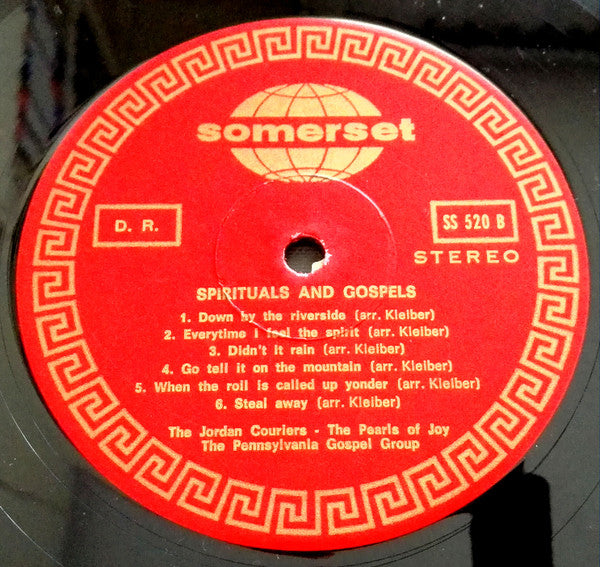 somerset
D. R.
SS 520 B
STEREO
SPIRITUALS AND GOSPELS
1. Down by the riverside (arr. Kleiber)
2. Everytime I feel the spirit (arr. Kleiber)
3. Didn't it rain (arr. Kleiber)
4. Go tell it on the mountain (arr. Kleiber)
5. When the roll is called up yonder (arr. Kleiber)
6. Steal away (arr. Kleiber)
The Jordan Couriers - The Pearls of Joy
The Pennsylvania Gospel Group